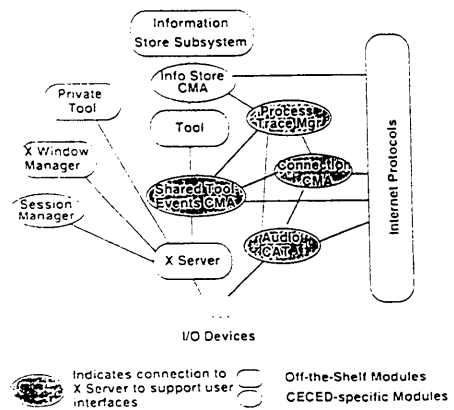 Information
Store Subsystem
Info Store
CMA
Private
Tool
Tool
Process
Trace Mgr
X Window
Manager
Connection
CMA
Internet Protocols
Session
Manager
Shared Tool
Events CMA
X Server
Audio
I/O Devices
Indicates connection to
X Server to support user
interfaces
Off-the-Shelf Modules
CECED-specific Modules